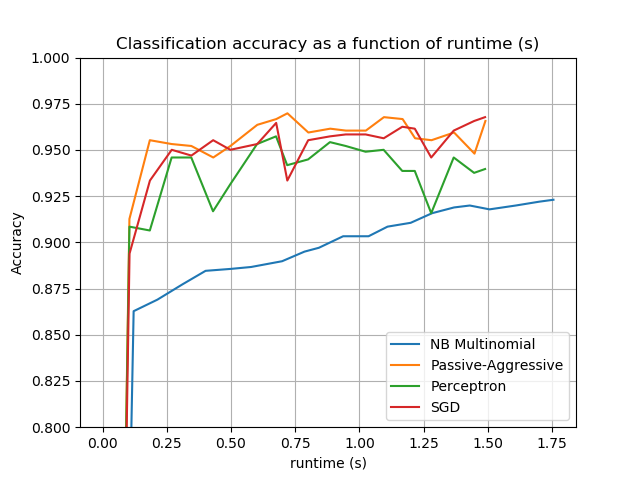 Classification accuracy as a function of runtime (s)
1.000
0.975
0.950
0.925
0.900
0.875
0.850
0.825
0.800
Accuracy
NB Multinomial
Passive-Aggressive
Perceptron
SGD
0.00 0.25 0.50 0.75 1.00 1.25 1.50 1.75
runtime (s)